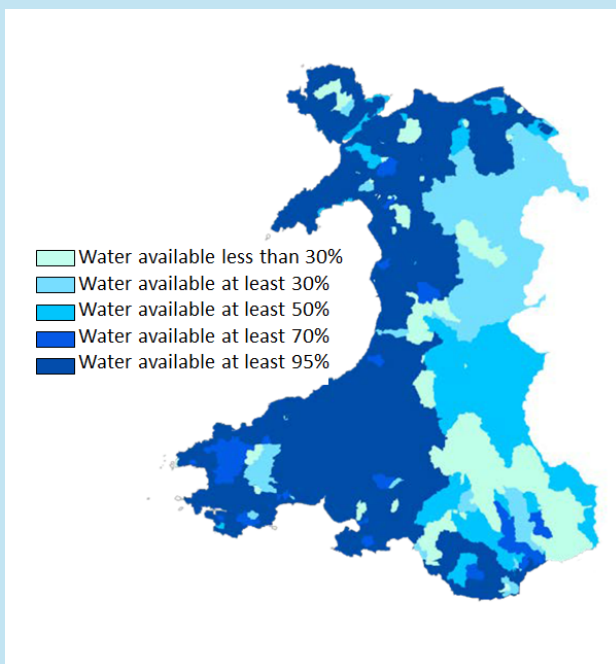 Water available less than 30%
Water available at least 30%
Water available at least 50%
Water available at least 70%
Water available at least 95%